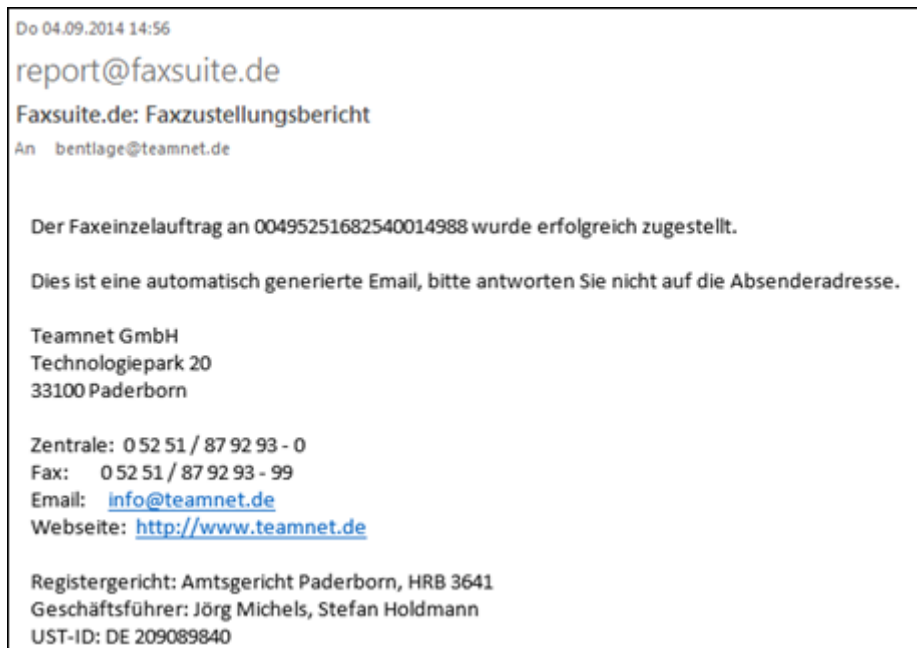 Do 04.09.2014 14:56
report@faxsuite.de
Faxsuite.de: Faxzustellungsbericht
An bentlage@teamnet.de
Der Faxeinzelauftrag an 00495251682540014988 wurde erfolgreich zugestellt.
Dies ist eine automatisch generierte Email, bitte antworten Sie nicht auf die Absenderadresse.
Teamnet GmbH
Technologiepark 20
33100 Paderborn
Zentrale: 0 52 51 / 87 92 93 - 0
Fax: 0 52 51 / 87 92 93 - 99
Email: info@teamnet.de
Webseite: http://www.teamnet.de
Registergericht: Amtsgericht Paderborn, HRB 3641
Geschäftsführer: Jörg Michels, Stefan Holdmann
UST-ID: DE 209089840